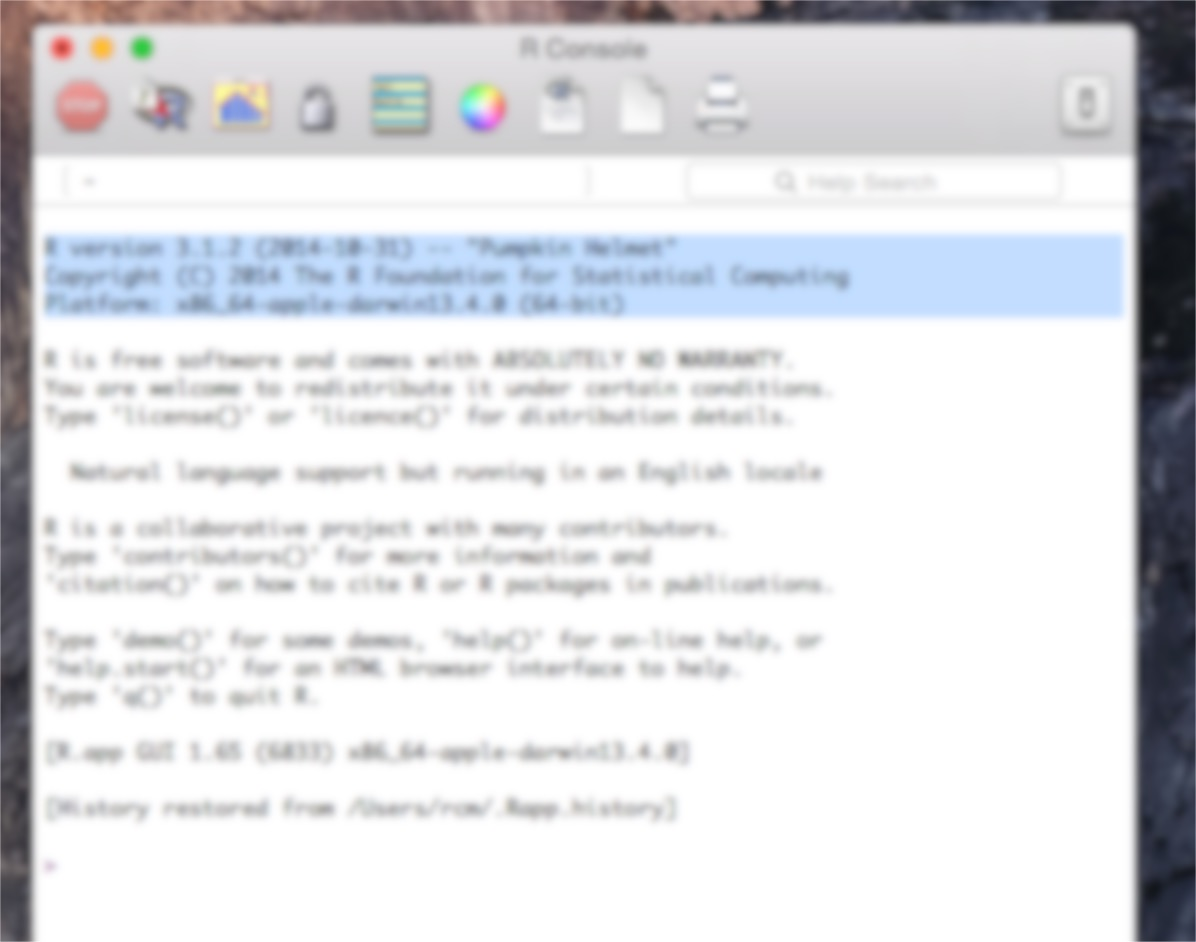 R Console
STOP
Help Search
R version 3.1.2 (2014-10-31) -- "Pumpkin Helmet"
Copyright (C) 2014 The R Foundation for Statistical Computing
Platform: x86_64-apple-darwin13.4.0 (64-bit)
R is free software and comes with ABSOLUTELY NO WARRANTY.
You are welcome to redistribute it under certain conditions.
Type 'license()' or 'licence()' for distribution details.
Natural language support but running in an English locale
R is a collaborative project with many contributors.
Type 'contributors()' for more information and
'citation()' on how to cite R or R packages in publications.
Type 'demo()' for some demos, 'help()' for on-line help, or
'help.start()' for an HTML browser interface to help.
Type 'q()' to quit R.
[R.app GUI 1.65 (6833) x86_64-apple-darwin13.4.0]
[History restored from /Users/rcm/.Rapp.history]
>